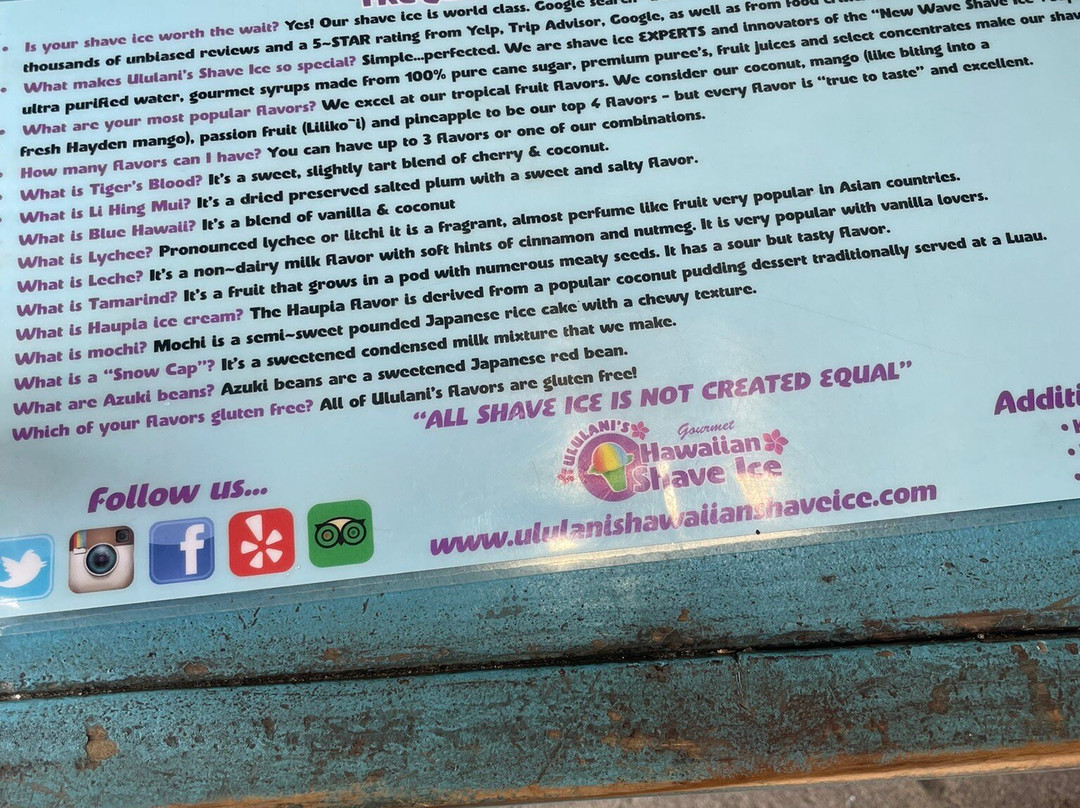 • Is your shave ice worth the wait? Yes! Our shave ice is world class. Google
thousands of unbiased reviews and a 5~STAR rating from Yelp, Trip Advisor, Google, as well as from
• What makes Ululani's Shave Ice so special? Simple...perfected. We are shave ice EXPERTS and innovators of the "New Wave Shave
ultra purified water, gourmet syrups made from 100% pure cane sugar, premium puree's, fruit juices and select concentrates make our
• What are your most popular flavors? We excel at our tropical fruit flavors. We consider our coconut, mango (like biting into a
fresh Hayden mango), passion fruit (Liliko~i) and pineapple to be our top 4 flavors - but every flavor is "true to taste" and excellent.
• How many flavors can I have? You can have up to 3 flavors or one of our combinations.
• What is Tiger's Blood? It's a sweet, slightly tart blend of cherry & coconut.
• What is Li Hing Mui? It's a dried preserved salted plum with a sweet and salty flavor.
What is Blue Hawaii? It's a blend of vanilla & coconut
What is Lychee? Pronounced lychee or litchi it is a fragrant, almost perfume like fruit very popular in Asian countries.
What is Leche? It's a non~dairy milk flavor with soft hints of cinnamon and nutmeg. It is very popular with vanilla lovers.
What is Tamarind? It's a fruit that grows in a pod with numerous meaty seeds. It has a sour but tasty flavor.
What is Haupia ice cream? The Haupia flavor is derived from a popular coconut pudding dessert traditionally served at a Luau.
What is mochi? Mochi is a semi~sweet pounded Japanese rice cake with a chewy texture.
What is a "Snow Cap"? It's a sweetened condensed milk mixture that we make.
What are Azuki beans? Azuki beans are a sweetened Japanese red bean.
Which of your flavors gluten free? All of Ululani's flavors are gluten free!
"ALL SHAVE ICE IS NOT CREATED EQUAL"
ULULANI'S
Gourmet
Hawaiian
Shave Ice
www.ululanishawaiianshaveice.com
Follow us...
f